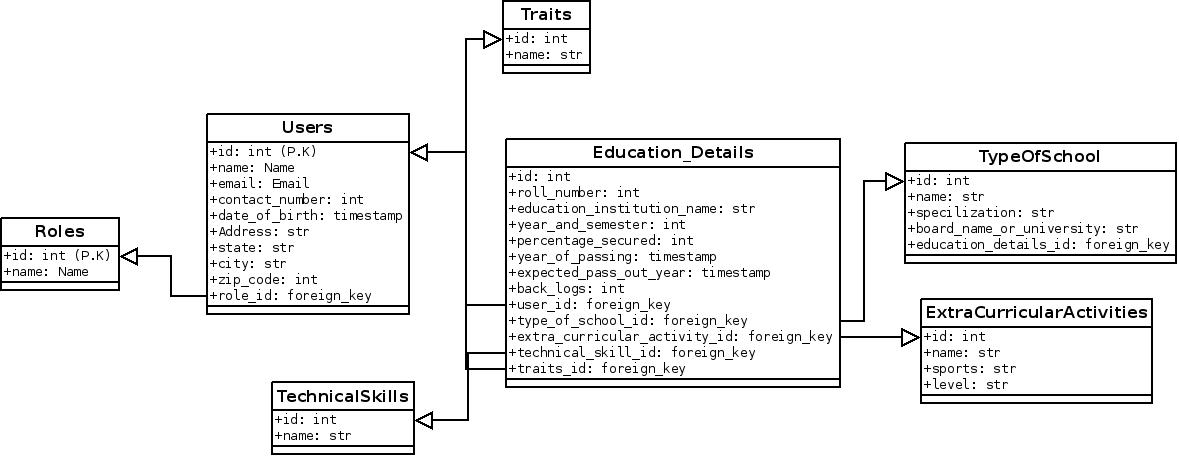 Traits
+id: int
+name: str
Users
+id: int (P.K)
+name: Name
+email: Email
+contact_number: int
+date_of_birth: timestamp
+Address: str
+state: str
+city: str
+zip_code: int
+role_id: foreign_key
Education_Details
+id: int
+roll_number: int
+education_institution_name: str
+year_and_semester: int
+percentage_secured: int
+year_of_passing: timestamp
+expected_pass_out_year: timestamp
+back_logs: int
+user_id: foreign_key
+type_of_school_id: foreign_key
+extra_curricular_activity_id: foreign_key
+technical_skill_id: foreign_key
+traits_id: foreign_key
TypeOfSchool
+id: int
+name: str
+specilization: str
+board_name_or_university: str
+education_details_id: foreign_key
Roles
+id: int (P.K)
+name: Name
ExtraCurricularActivities
+id: int
+name: str
+sports: str
+level: str
TechnicalSkills
+id: int
+name: str